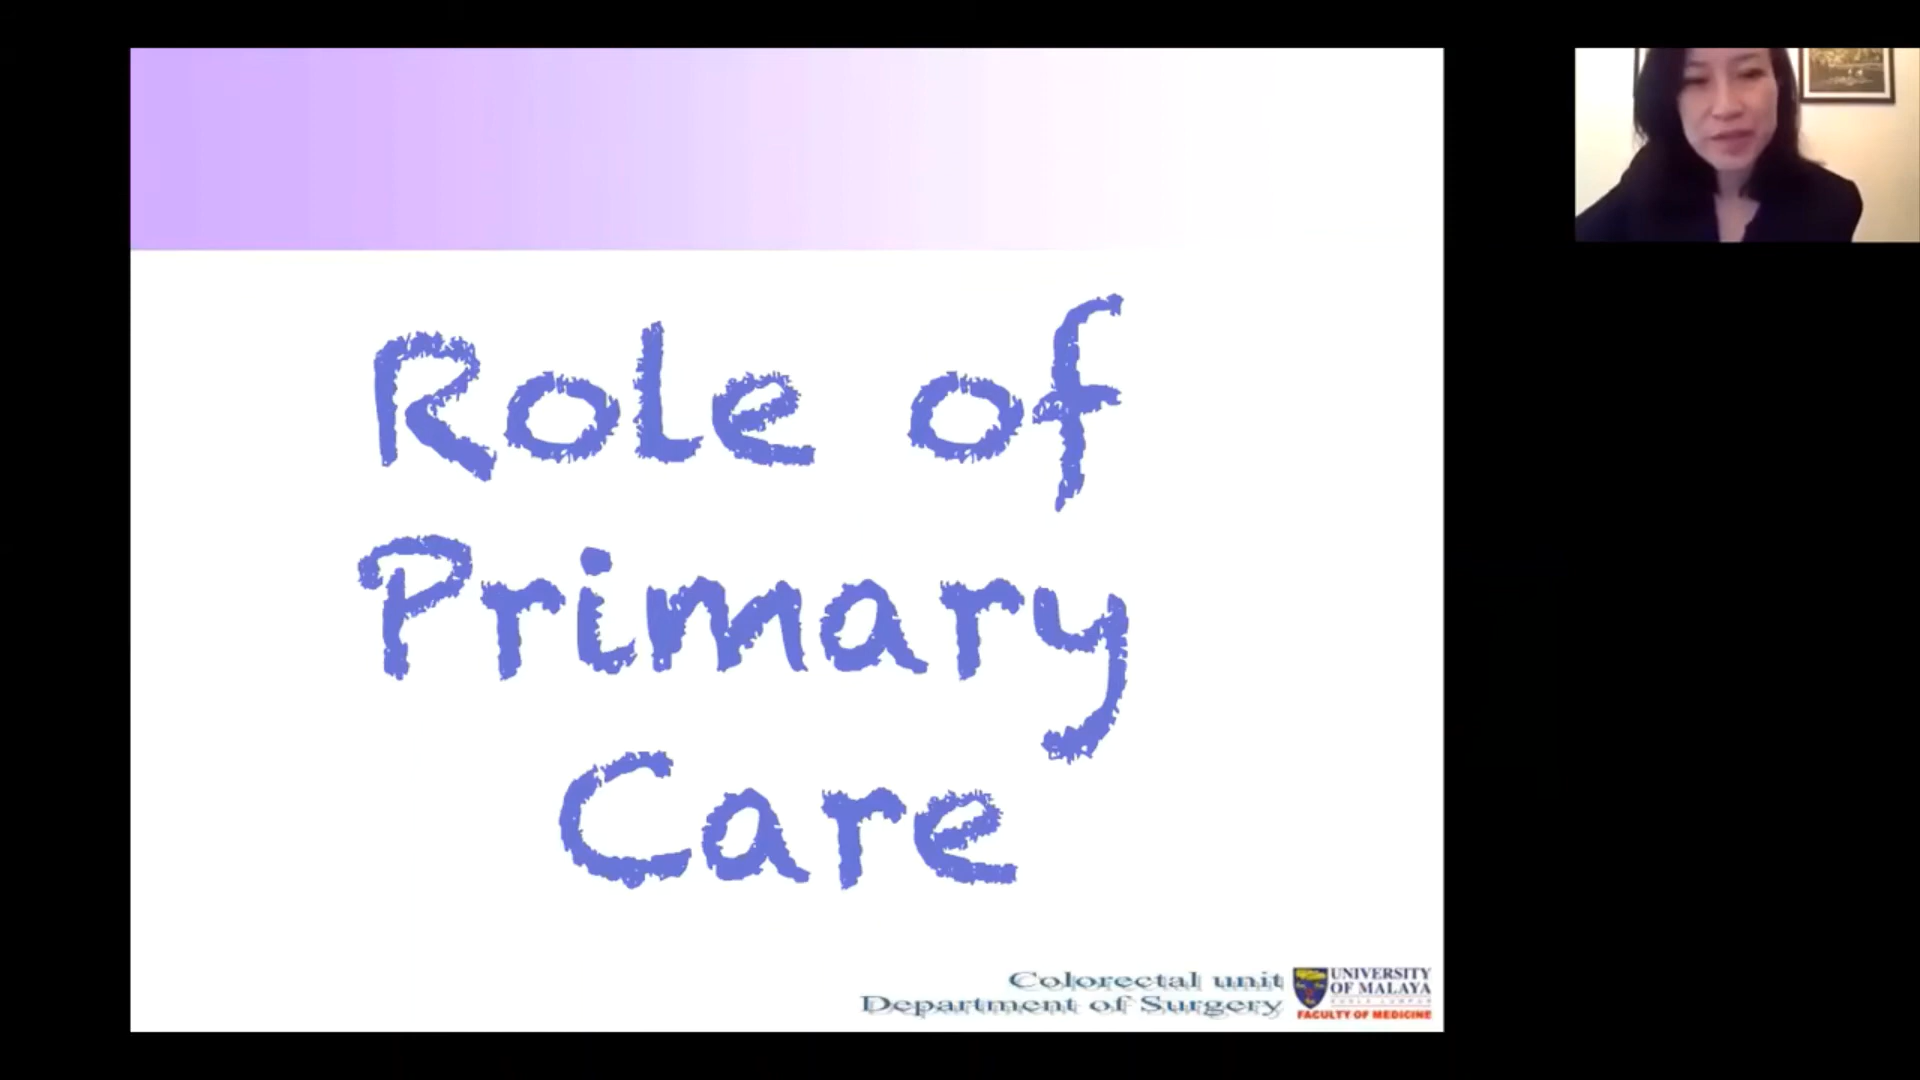 Role of
Primary
Care
Colorectal unit
Department of Surgery
UNIVERSITY
OF MALAYA
FACULTY OF MEDICINE